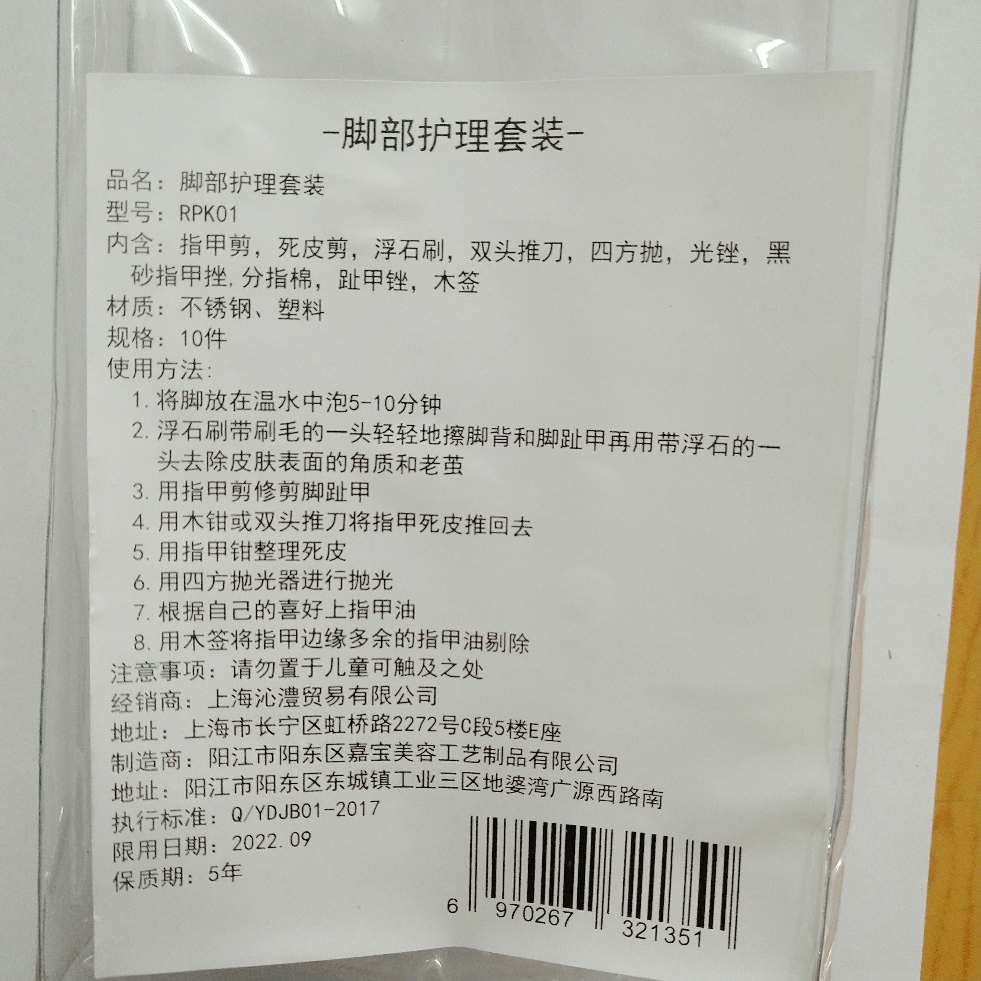 -脚部护理套装-
品名：脚部护理套装
型号：RPK01
内含：指甲剪，死皮剪，浮石刷，双头推刀，四方抛，光锉，黑
砂指甲挫,分指棉，趾甲锉，木签
材质：不锈钢、塑料
规格：10件
使用方法:
1.将脚放在温水中泡5-10分钟
2.浮石刷带刷毛的一头轻轻地擦脚背和脚趾甲再用带浮石的一
头去除皮肤表面的角质和老茧
3.用指甲剪修剪脚趾甲
4.用木钳或双头推刀将指甲死皮推回去
5.用指甲钳整理死皮
6.用四方抛光器进行抛光
7.根据自己的喜好上指甲油
8.用木签将指甲边缘多余的指甲油剔除
注意事项：请勿置于儿童可触及之处
经销商：上海沁澧贸易有限公司
地址：上海市长宁区虹桥路2272号C段5楼E座
制造商：阳江市阳东区嘉宝美容工艺制品有限公司
地址：阳江市阳东区东城镇工业三区地婆湾广源西路南
执行标准：Q/YDJB01-2017
限用日期：2022.09
保质期：5年
6 970267 321351